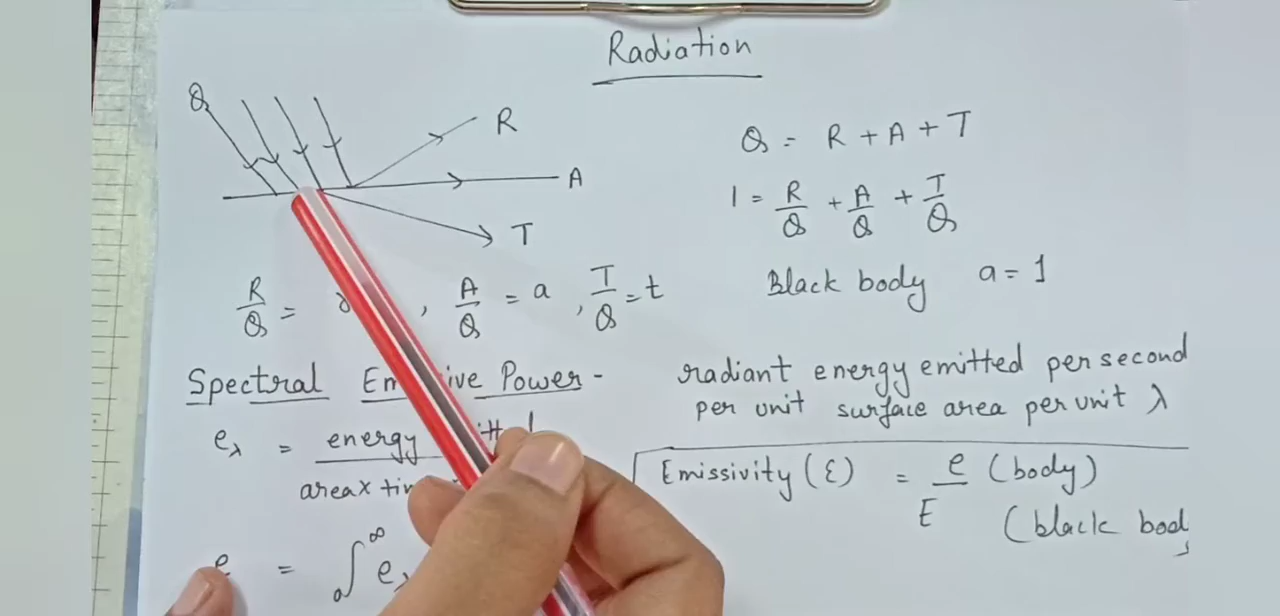 Radiation
Q
R
A
T
Q = R + A + T
1 = R/Q + A/Q + T/Q
Black body a = 1
R/Q = , A/Q = a , T/Q = t
Spectral Power -
radiant energy emitted per second
per unit surface area per unit λ
eλ = energy
area x
Emissivity (ε) = e (body)
E (black
e = ∫₀^∞ eλ